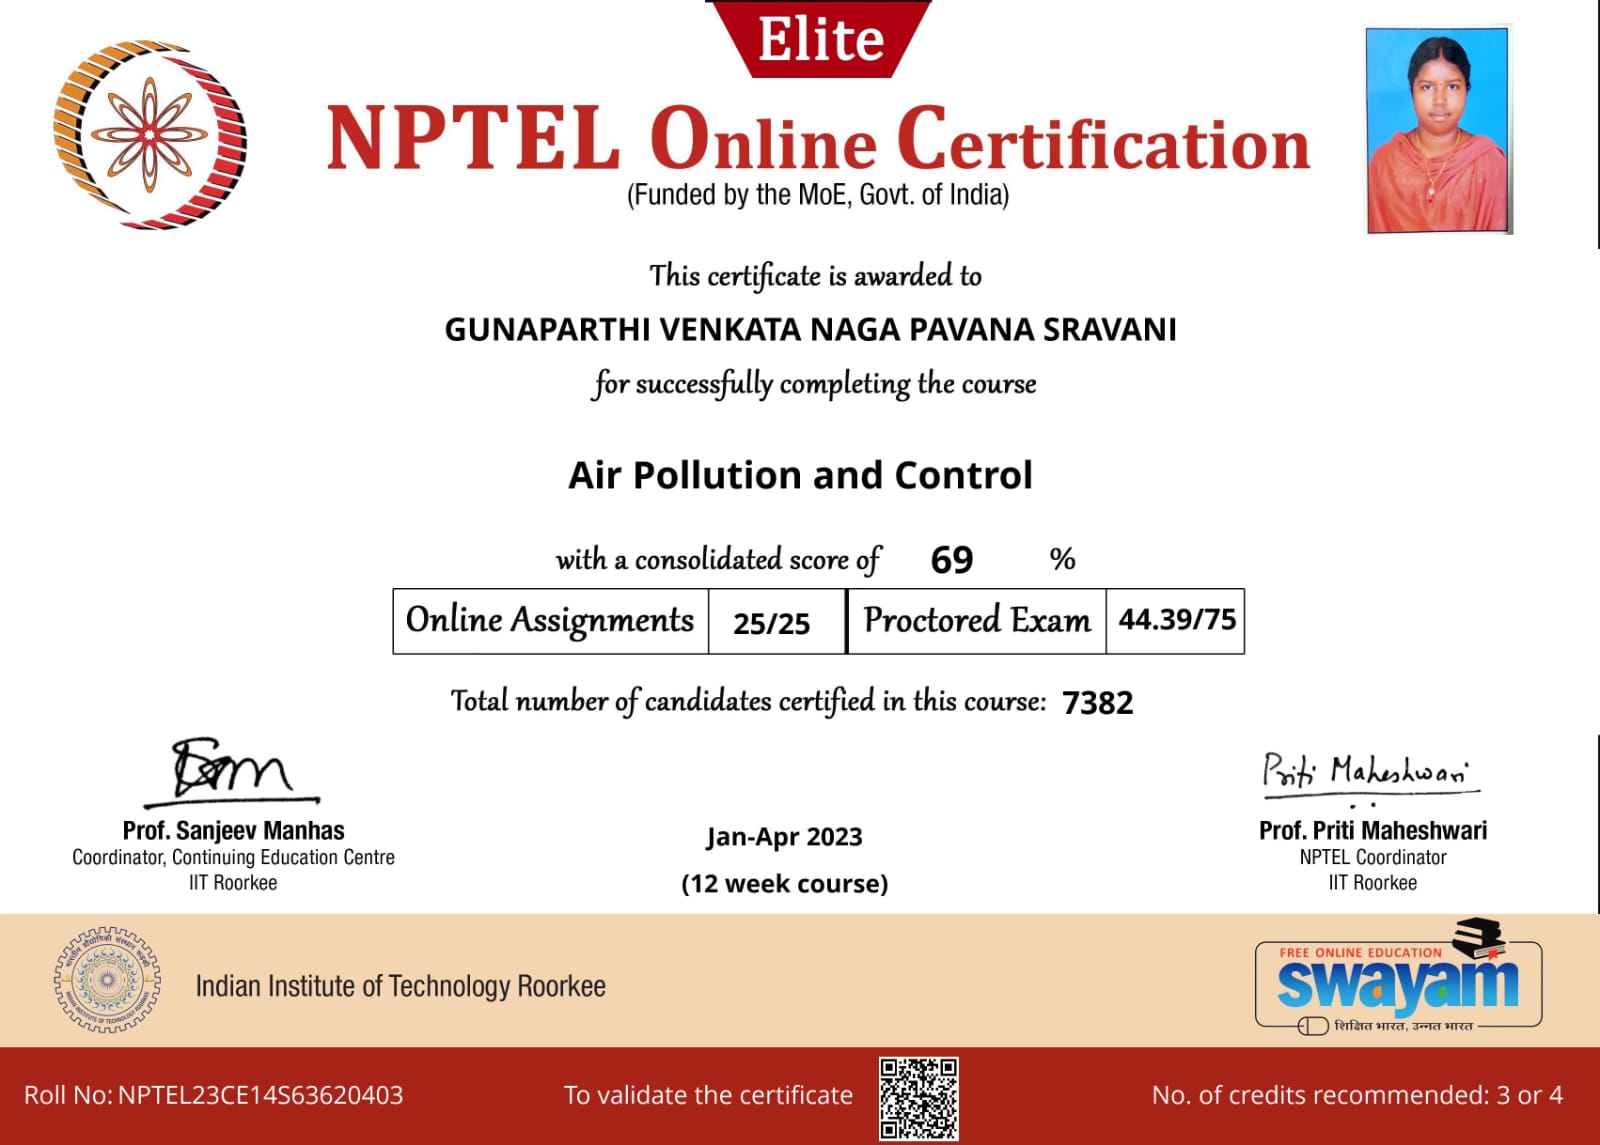 Elite
NPTEL Online Certification
(Funded by the MoE, Govt. of India)
This certificate is awarded to
GUNAPARTHI VENKATA NAGA PAVANA SRAVANI
for successfully completing the course
Air Pollution and Control
with a consolidated score of 69 %
Online Assignments 25/25 Proctored Exam 44.39/75
Total number of candidates certified in this course: 7382
Priti Maheshwari
Prof. Sanjeev Manhas
Coordinator, Continuing Education Centre
IIT Roorkee
Jan-Apr 2023
(12 week course)
Prof. Priti Maheshwari
NPTEL Coordinator
IIT Roorkee
Indian Institute of Technology Roorkee
FREE ONLINE EDUCATION
swayam
शिक्षित भारत, उन्नत भारत
Roll No: NPTEL23CE14S63620403
To validate the certificate
No. of credits recommended: 3 or 4